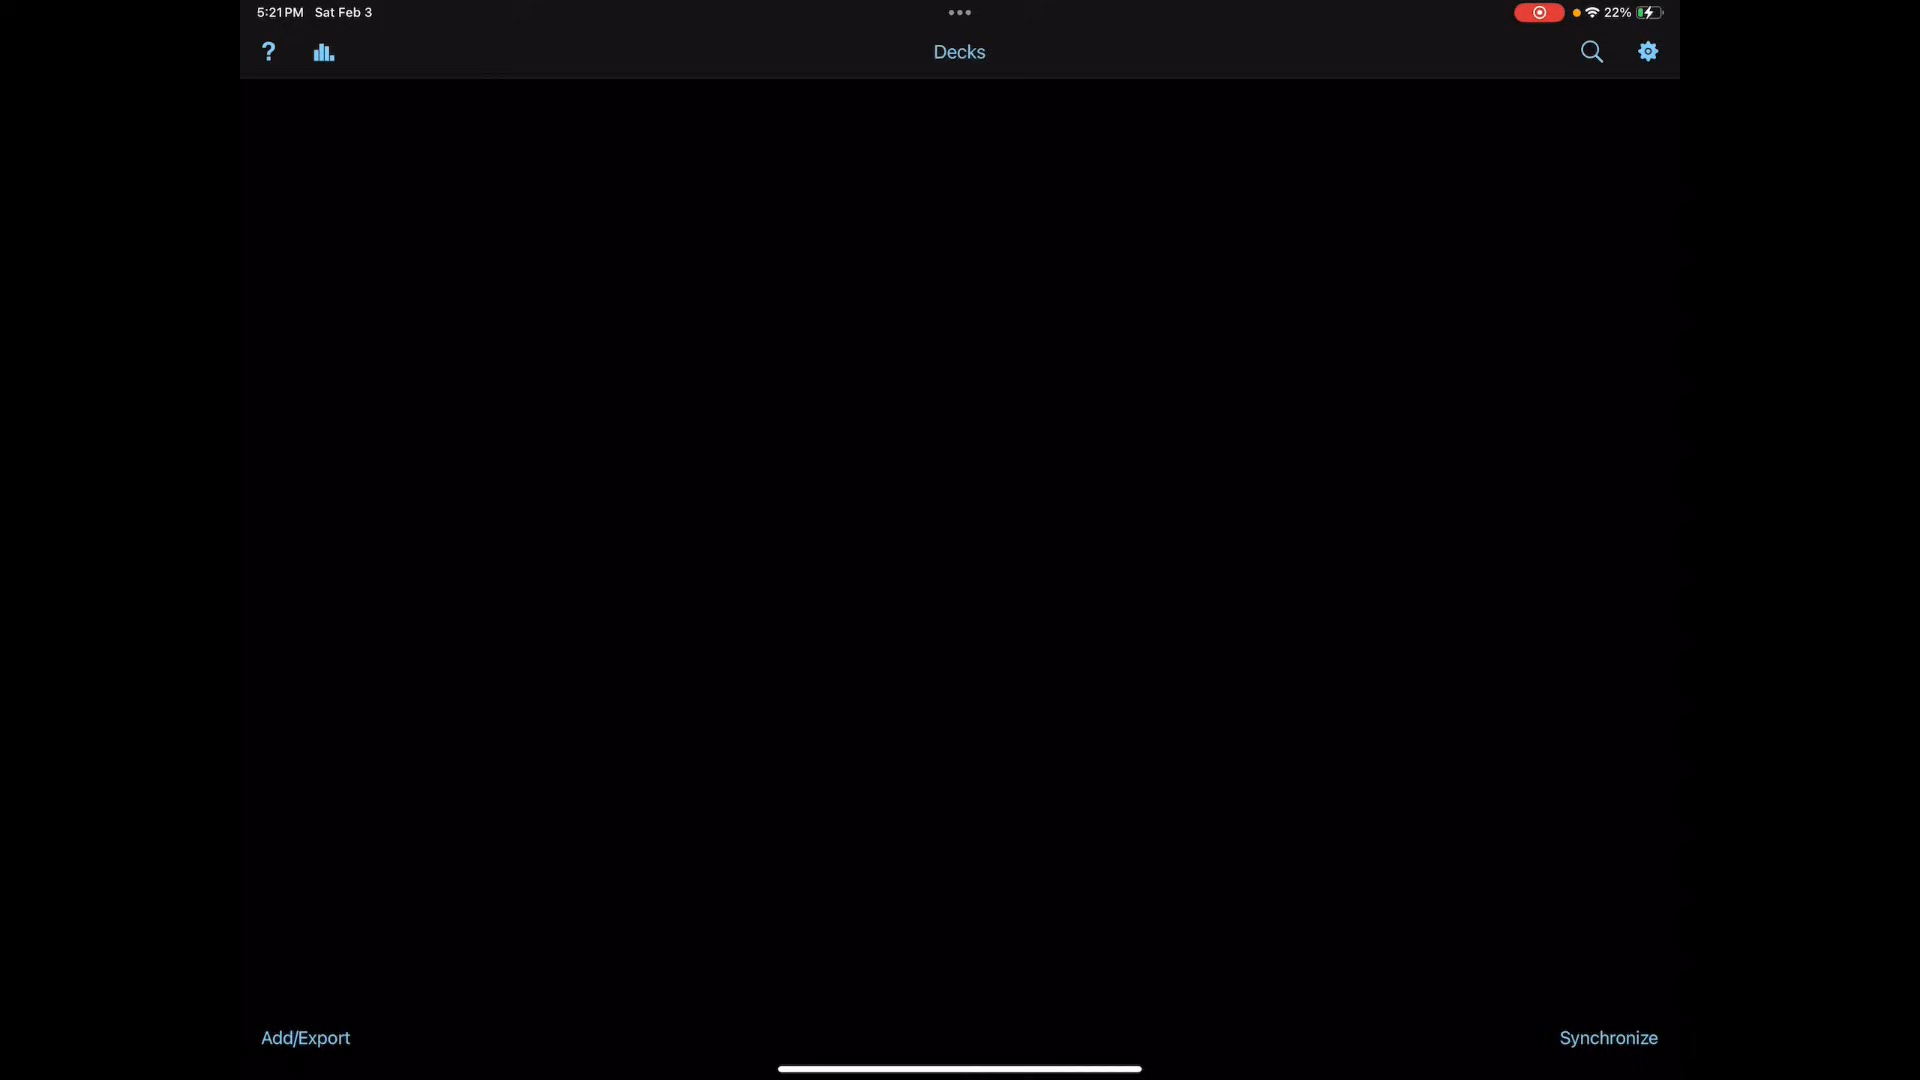 5:21 PM Sat Feb 3
22%
? Decks
Add/Export
Synchronize